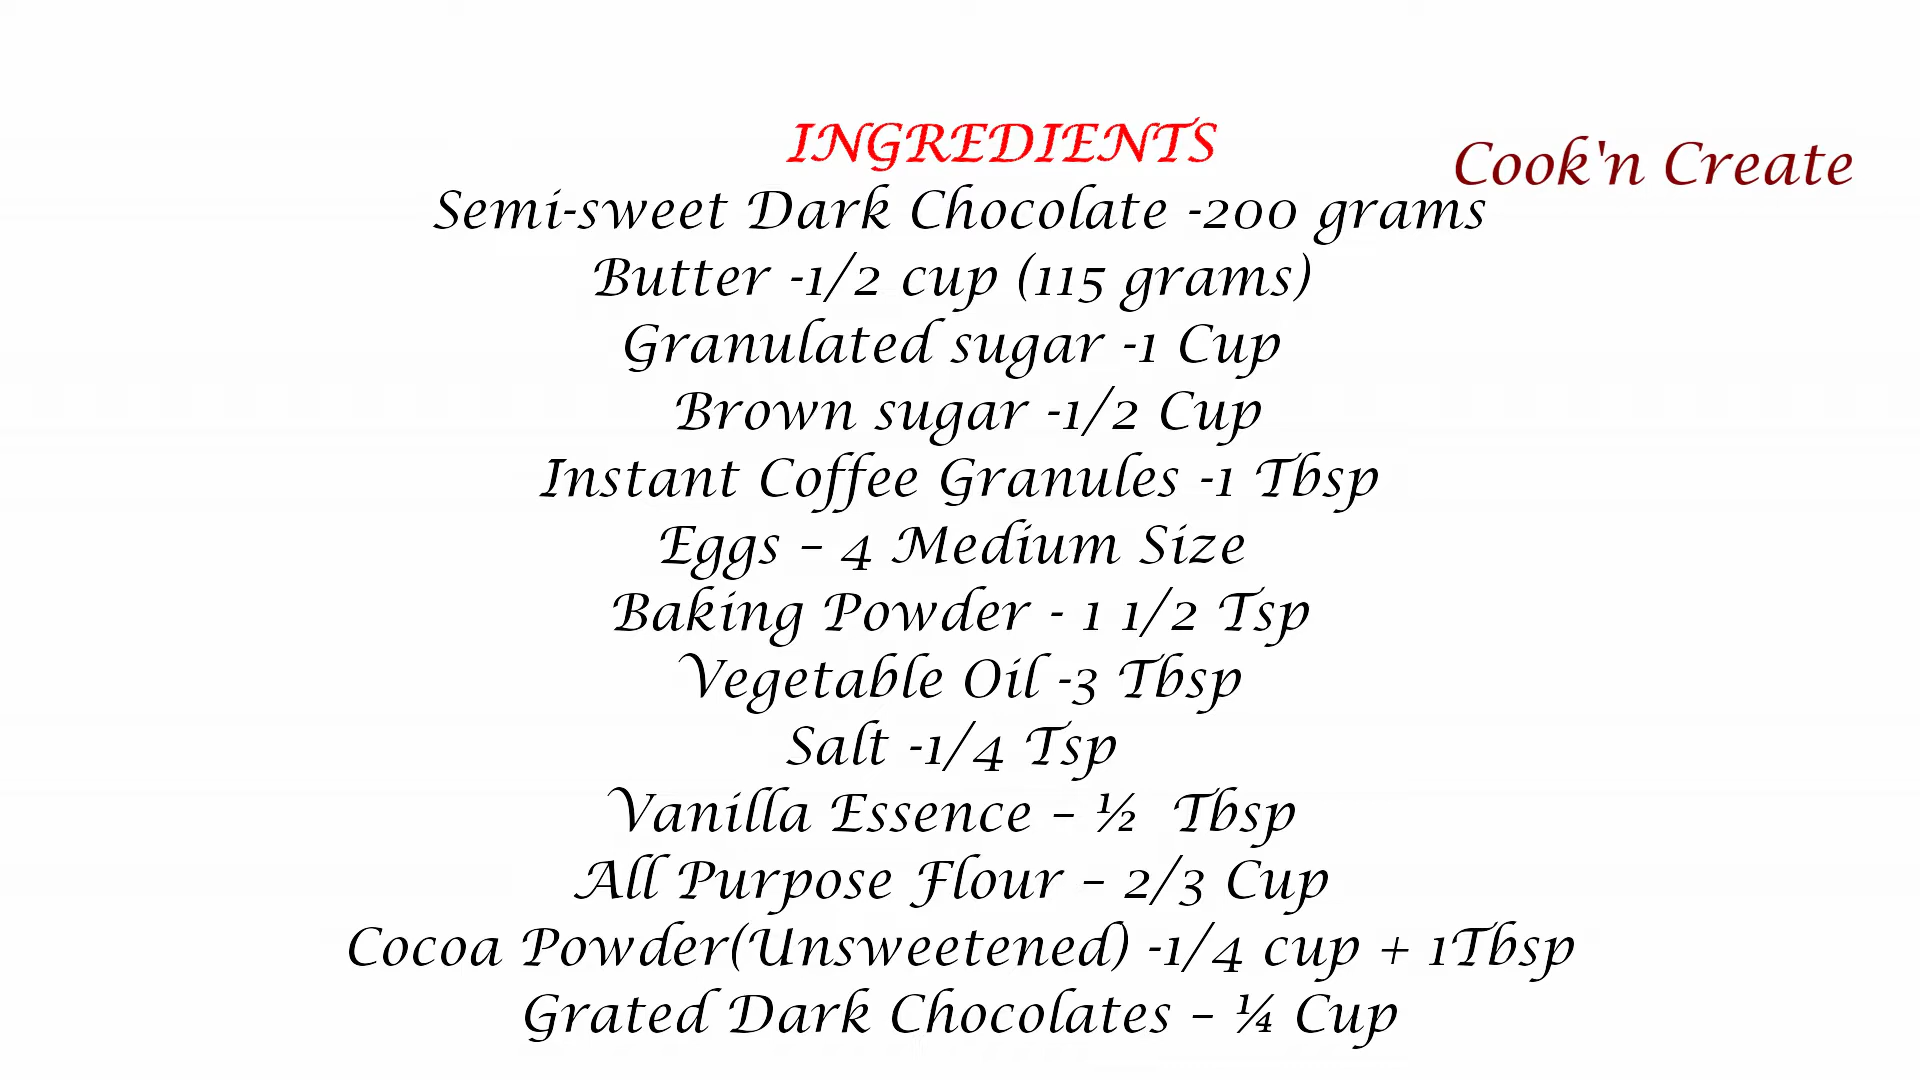 INGREDIENTS
Cook'n Create
Semi-sweet Dark Chocolate -200 grams
Butter -1/2 cup (115 grams)
Granulated sugar -1 Cup
Brown sugar -1/2 Cup
Instant Coffee Granules -1 Tbsp
Eggs – 4 Medium Size
Baking Powder - 1 1/2 Tsp
Vegetable Oil -3 Tbsp
Salt -1/4 Tsp
Vanilla Essence – ½  Tbsp
All Purpose Flour – 2/3 Cup
Cocoa Powder(Unsweetened) -1/4 cup + 1Tbsp
Grated Dark Chocolates – ¼ Cup